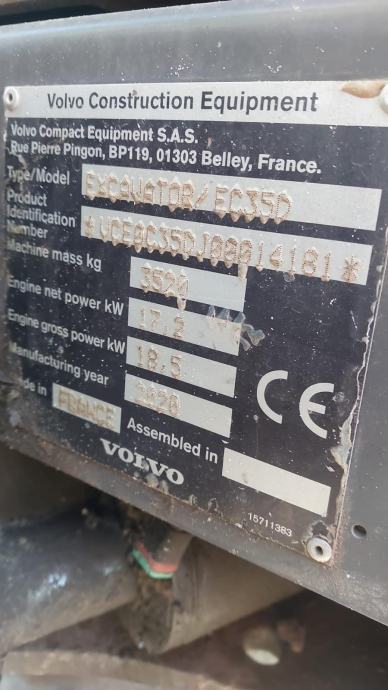 Volvo Construction Equipment
Volvo Compact Equipment S.A.S.
Rue Pierre Pingon, BP119, 01303 Belley, France.
Type/Model EXCAVATOR/EC35D
Product Identification Number *VCE0C35DJ00014181*
Machine mass kg 3520
Engine net power kW 17,2
Engine gross power kW 18,5
Manufacturing year 2020
in FRANCE
Assembled in
CE
VOLVO
15711383